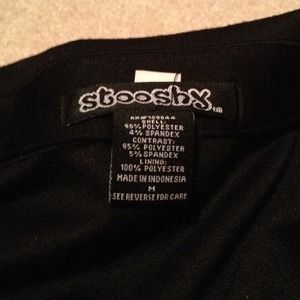 stooshy
TM
SHELL:
96% POLYESTER
4% SPANDEX
CONTRAST:
95% POLYESTER
5% SPANDEX
LINING:
100% POLYESTER
MADE IN INDONESIA
M
SEE REVERSE FOR CARE